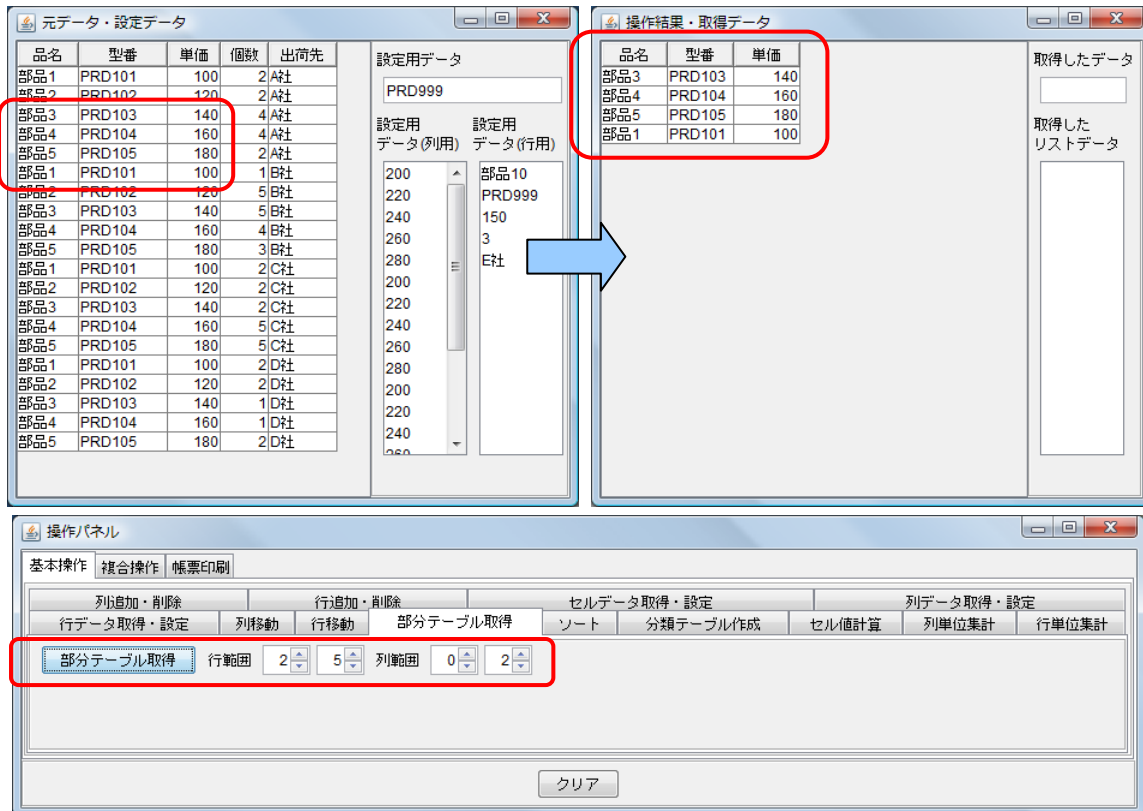 元データ・設定データ
品名 型番 単価 個数 出荷先
部品1 PRD101 100 2 A社
部品2 PRD102 120 2 A社
部品3 PRD103 140 4 A社
部品4 PRD104 160 4 A社
部品5 PRD105 180 2 A社
部品1 PRD101 100 1 B社
部品2 PRD102 120 5 B社
部品3 PRD103 140 5 B社
部品4 PRD104 160 4 B社
部品5 PRD105 180 3 B社
部品1 PRD101 100 2 C社
部品2 PRD102 120 2 C社
部品3 PRD103 140 2 C社
部品4 PRD104 160 5 C社
部品5 PRD105 180 5 C社
部品1 PRD101 100 2 D社
部品2 PRD102 120 2 D社
部品3 PRD103 140 1 D社
部品4 PRD104 160 1 D社
部品5 PRD105 180 2 D社
設定用データ
PRD999
設定用
データ(列用)
200
220
240
260
280
200
220
240
260
280
200
220
240
260
設定用
データ(行用)
部品10
PRD999
150
3
E社
操作結果・取得データ
品名 型番 単価
部品3 PRD103 140
部品4 PRD104 160
部品5 PRD105 180
部品1 PRD101 100
取得したデータ
取得した
リストデータ
操作パネル
基本操作 複合操作 帳票印刷
列追加・削除 行追加・削除 セルデータ取得・設定 列データ取得・設定
行データ取得・設定 列移動 行移動 部分テーブル取得 ソート 分類テーブル作成 セル値計算 列単位集計 行単位集計
部分テーブル取得 行範囲 2 5 列範囲 0 2
クリア